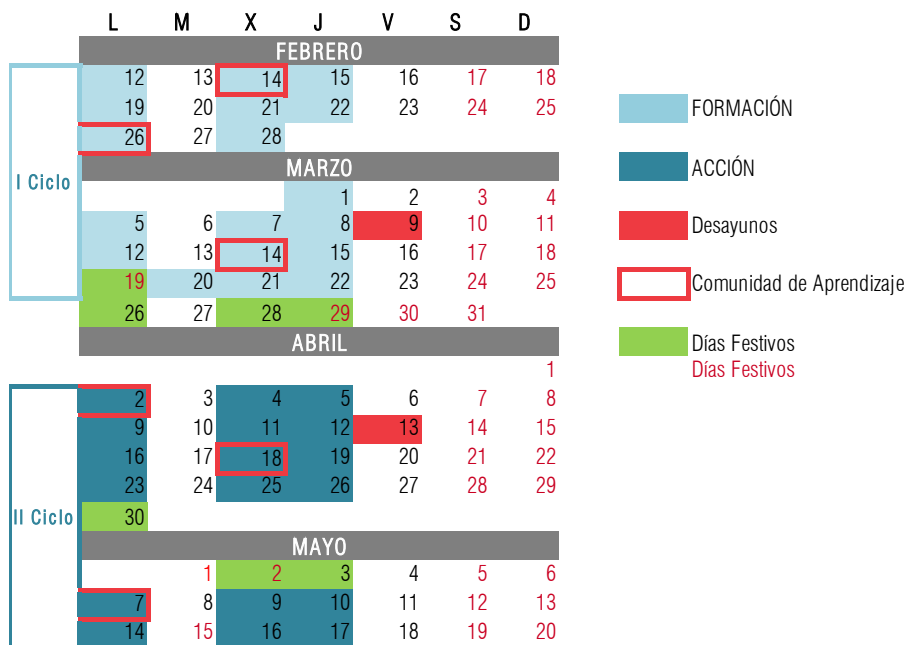 L M X J V S D
FEBRERO
12 13 14 15 16 17 18
19 20 21 22 23 24 25
26 27 28
I Ciclo
MARZO
1 2 3 4
5 6 7 8 9 10 11
12 13 14 15 16 17 18
19 20 21 22 23 24 25
26 27 28 29 30 31
ABRIL
1
2 3 4 5 6 7 8
9 10 11 12 13 14 15
16 17 18 19 20 21 22
23 24 25 26 27 28 29
30
II Ciclo
MAYO
1 2 3 4 5 6
7 8 9 10 11 12 13
14 15 16 17 18 19 20
FORMACIÓN
ACCIÓN
Desayunos
Comunidad de Aprendizaje
Días Festivos
Días Festivos